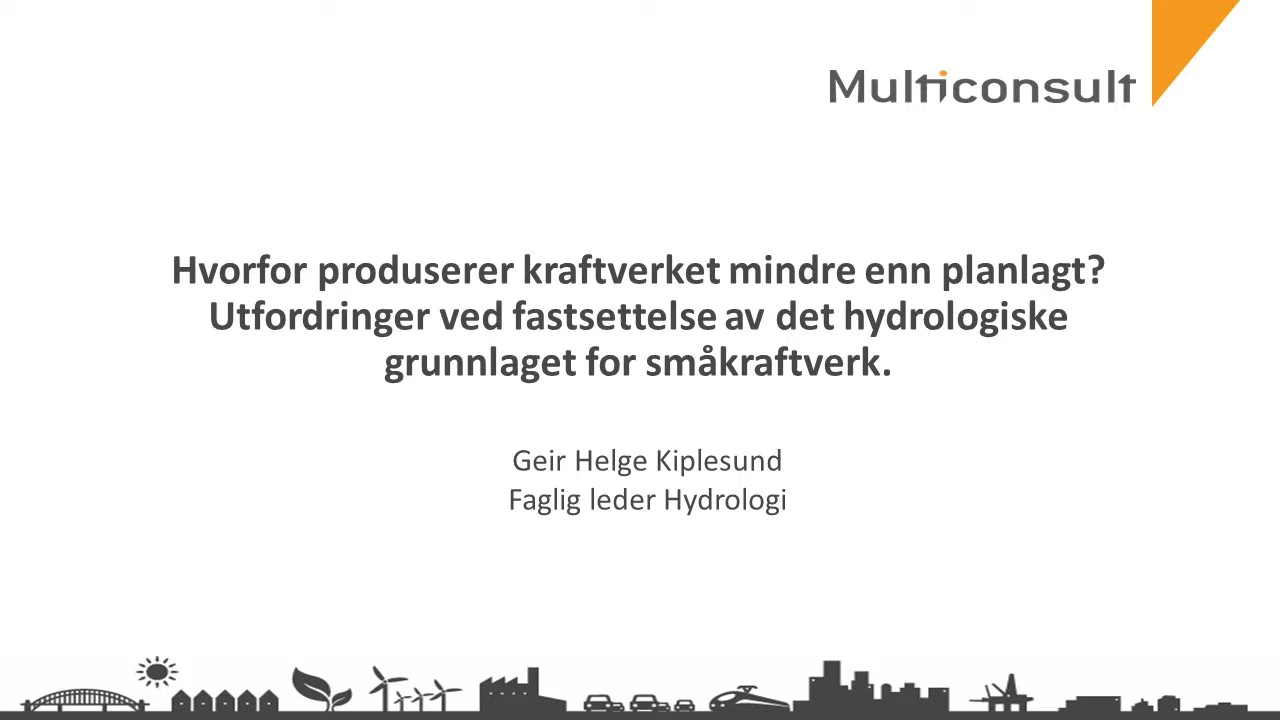 Multiconsult
Hvorfor produserer kraftverket mindre enn planlagt?
Utfordringer ved fastsettelse av det hydrologiske
grunnlaget for småkraftverk.
Geir Helge Kiplesund
Faglig leder Hydrologi